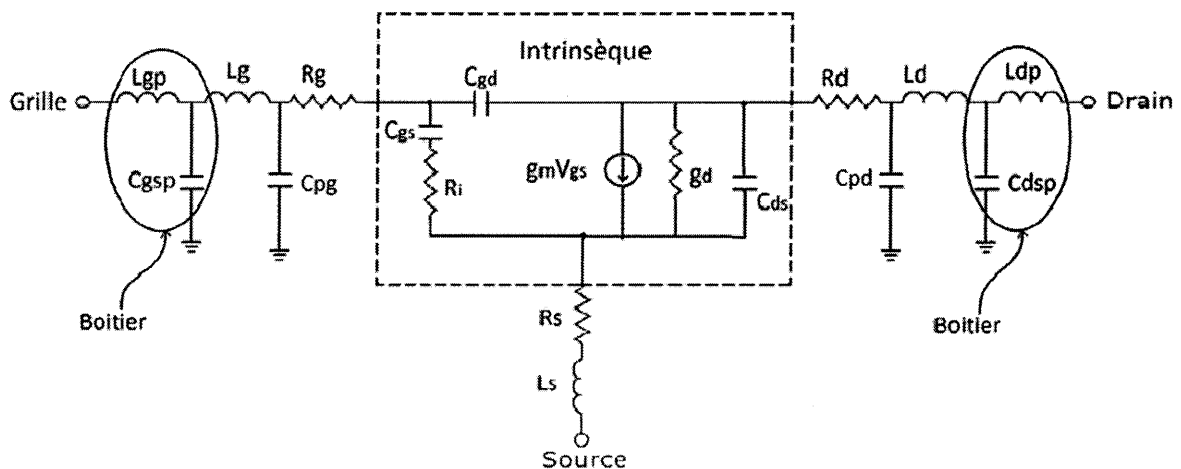 Intrinsèque
Lgp
Lg
Rg
Cgd
Rd
Ld
Ldp
Grille
Drain
Cgs
Ri
gmVgs
gd
Cds
Cgsp
Cpg
Cpd
Cdsp
Boitier
Rs
Boitier
Ls
Source